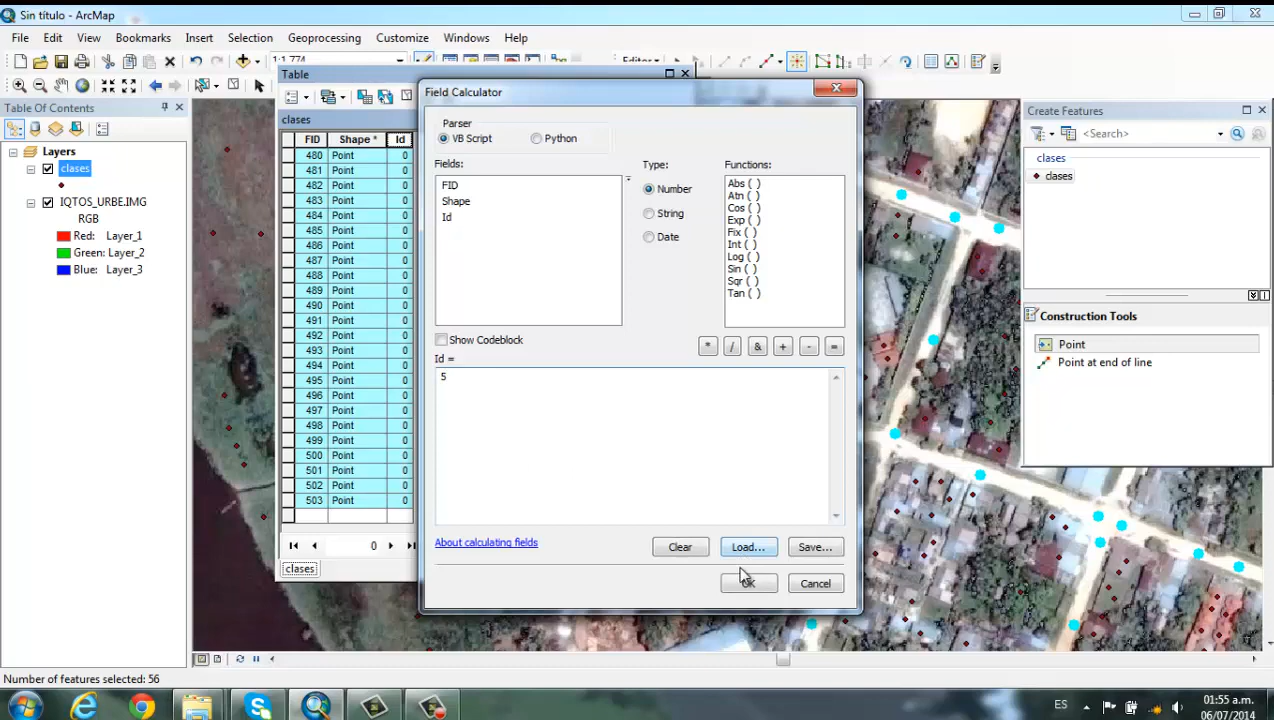 Sin título - ArcMap
File Edit View Bookmarks Insert Selection Geoprocessing Customize Windows Help
1:1,774
Editor
Table
Table Of Contents
Layers
clases
IQTOS_URBE.IMG
RGB
Red: Layer_1
Green: Layer_2
Blue: Layer_3
clases
FID Shape * Id
480 Point 0
481 Point 0
482 Point 0
483 Point 0
484 Point 0
485 Point 0
486 Point 0
487 Point 0
488 Point 0
489 Point 0
490 Point 0
491 Point 0
492 Point 0
493 Point 0
494 Point 0
495 Point 0
496 Point 0
497 Point 0
498 Point 0
499 Point 0
500 Point 0
501 Point 0
502 Point 0
503 Point 0
0
clases
Field Calculator
Parser
VB Script Python
Fields:
FID
Shape
Id
Type:
Number
String
Date
Functions:
Abs ( )
Atn ( )
Cos ( )
Exp ( )
Fix ( )
Int ( )
Log ( )
Sin ( )
Sqr ( )
Tan ( )
Show Codeblock
* / & + - =
Id =
5
About calculating fields
Clear Load... Save...
OK Cancel
Create Features
<Search>
clases
clases
Construction Tools
Point
Point at end of line
Number of features selected: 56
ES
01:55 a.m.
06/07/2014